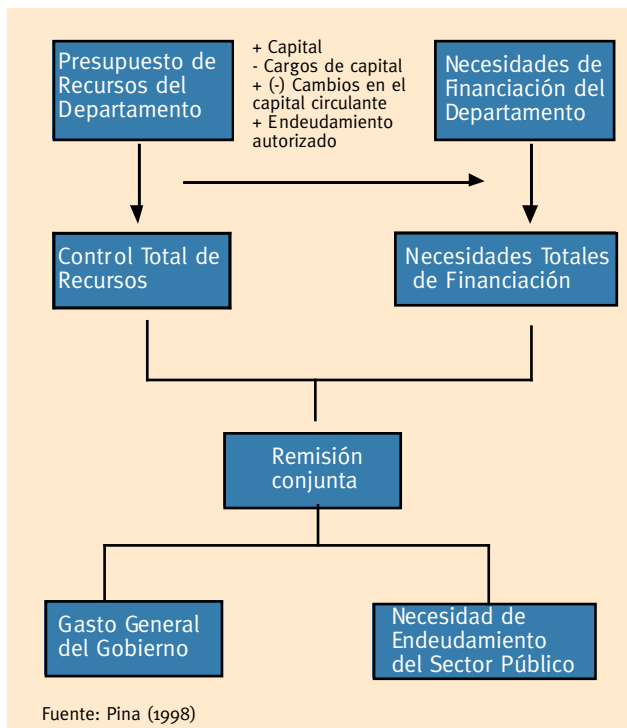 Presupuesto de
Recursos del
Departamento
+ Capital
- Cargos de capital
+ (-) Cambios en el
capital circulante
+ Endeudamiento
autorizado
Necesidades de
Financiación del
Departamento
Control Total de
Recursos
Necesidades Totales
de Financiación
Remisión
conjunta
Gasto General
del Gobierno
Necesidad de
Endeudamiento
del Sector Público
Fuente: Pina (1998)